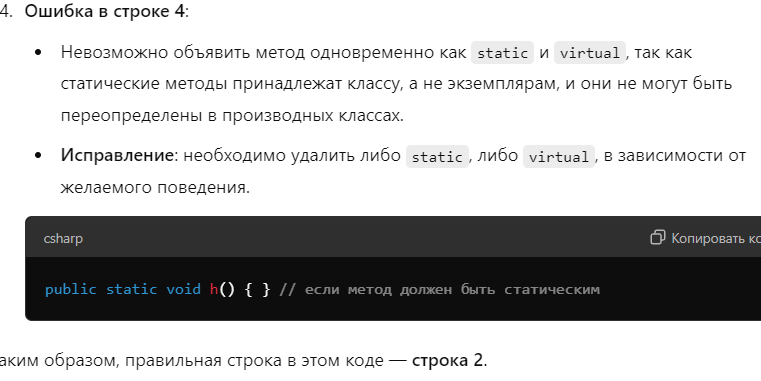 4. Ошибка в строке 4:
• Невозможно объявить метод одновременно как static и virtual, так как
статические методы принадлежат классу, а не экземплярам, и они не могут быть
переопределены в производных классах.
• Исправление: необходимо удалить либо static, либо virtual, в зависимости от
желаемого поведения.
csharp Копировать ко
public static void h() { } // если метод должен быть статическим
аким образом, правильная строка в этом коде — строка 2.